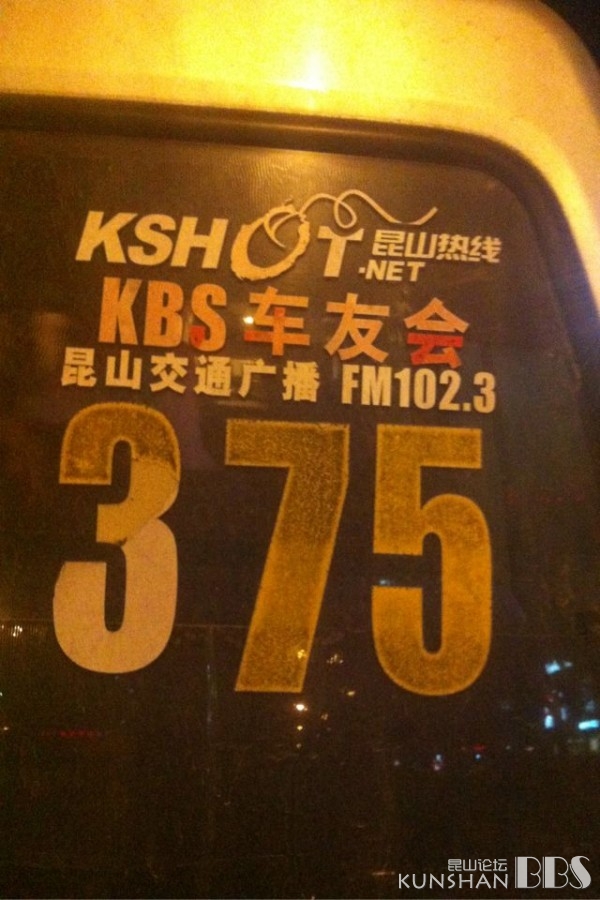 KSHOT 昆山热线
.NET
KBS 车友会
昆山交通广播 FM102.3
375
昆山论坛
KUNSHAN BBS